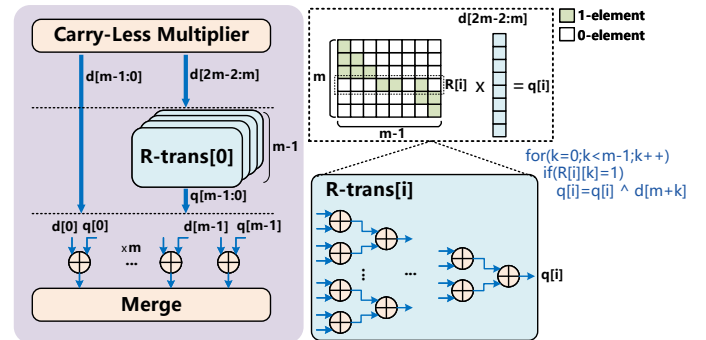 Carry-Less Multiplier
d[m-1:0]
d[2m-2:m]
R-trans[0]
m-1
q[m-1:0]
d[0] q[0]
x m
...
d[m-1] q[m-1]
Merge
d[2m-2:m]
1-element
0-element
m
R[i]
X
= q[i]
m-1
for(k=0;k<m-1;k++)
if(R[i][k]=1)
q[i]=q[i] ^ d[m+k]
R-trans[i]
...
...
q[i]